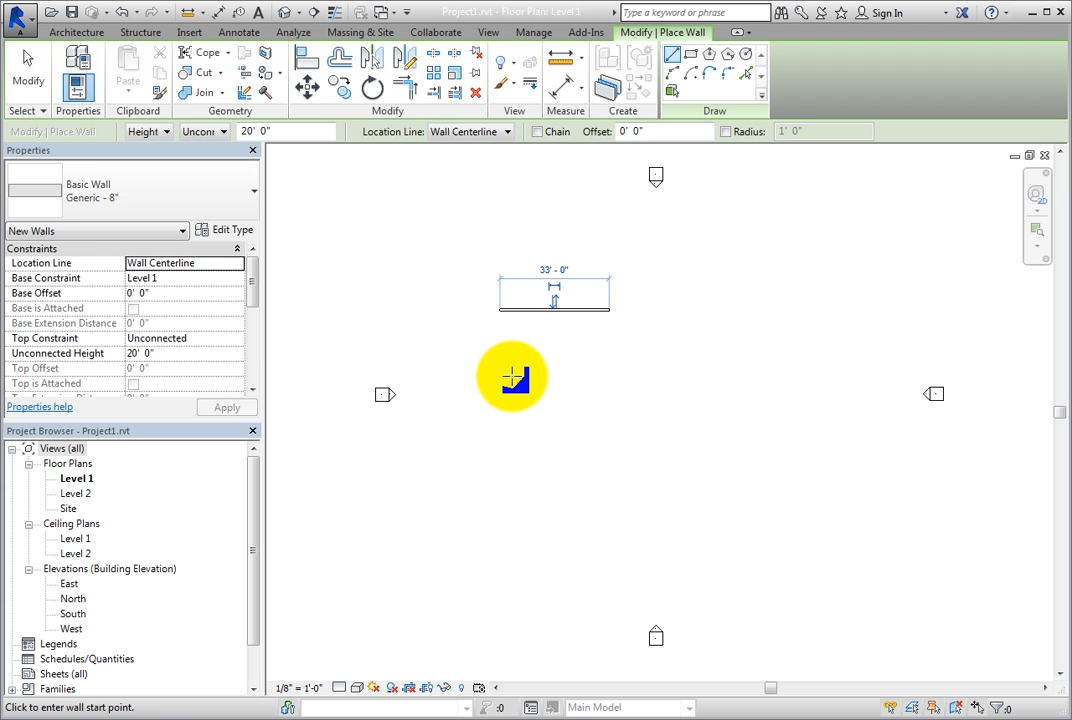 Project1.rvt - Floor Plan: Level 1
Type a keyword or phrase
Sign In
Architecture
Structure
Insert
Annotate
Analyze
Massing & Site
Collaborate
View
Manage
Add-Ins
Modify | Place Wall
Modify
Paste
Cope
Cut
Join
Select
Properties
Clipboard
Geometry
Modify
View
Measure
Create
Draw
Modify | Place Wall
Height
Unconr
20' 0"
Location Line:
Wall Centerline
Chain
Offset:
0' 0"
Radius:
1' 0"
Properties
Basic Wall
Generic - 8"
New Walls
Edit Type
Constraints
Location Line
Wall Centerline
Base Constraint
Level 1
Base Offset
0' 0"
Base is Attached
Base Extension Distance
0' 0"
Top Constraint
Unconnected
Unconnected Height
20' 0"
Top Offset
0' 0"
Top is Attached
0' 0"
Properties help
Apply
Project Browser - Project1.rvt
Views (all)
Floor Plans
Level 1
Level 2
Site
Ceiling Plans
Level 1
Level 2
Elevations (Building Elevation)
East
North
South
West
Legends
Schedules/Quantities
Sheets (all)
Families
33' - 0"
2D
1/8" = 1'-0"
Click to enter wall start point.
:0
Main Model
:0